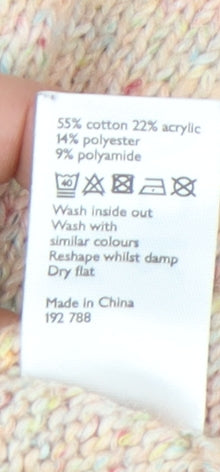 55% cotton 22% acrylic
14% polyester
9% polyamide
40
Wash inside out
Wash with
similar colours
Reshape whilst damp
Dry flat
Made in China
192 788